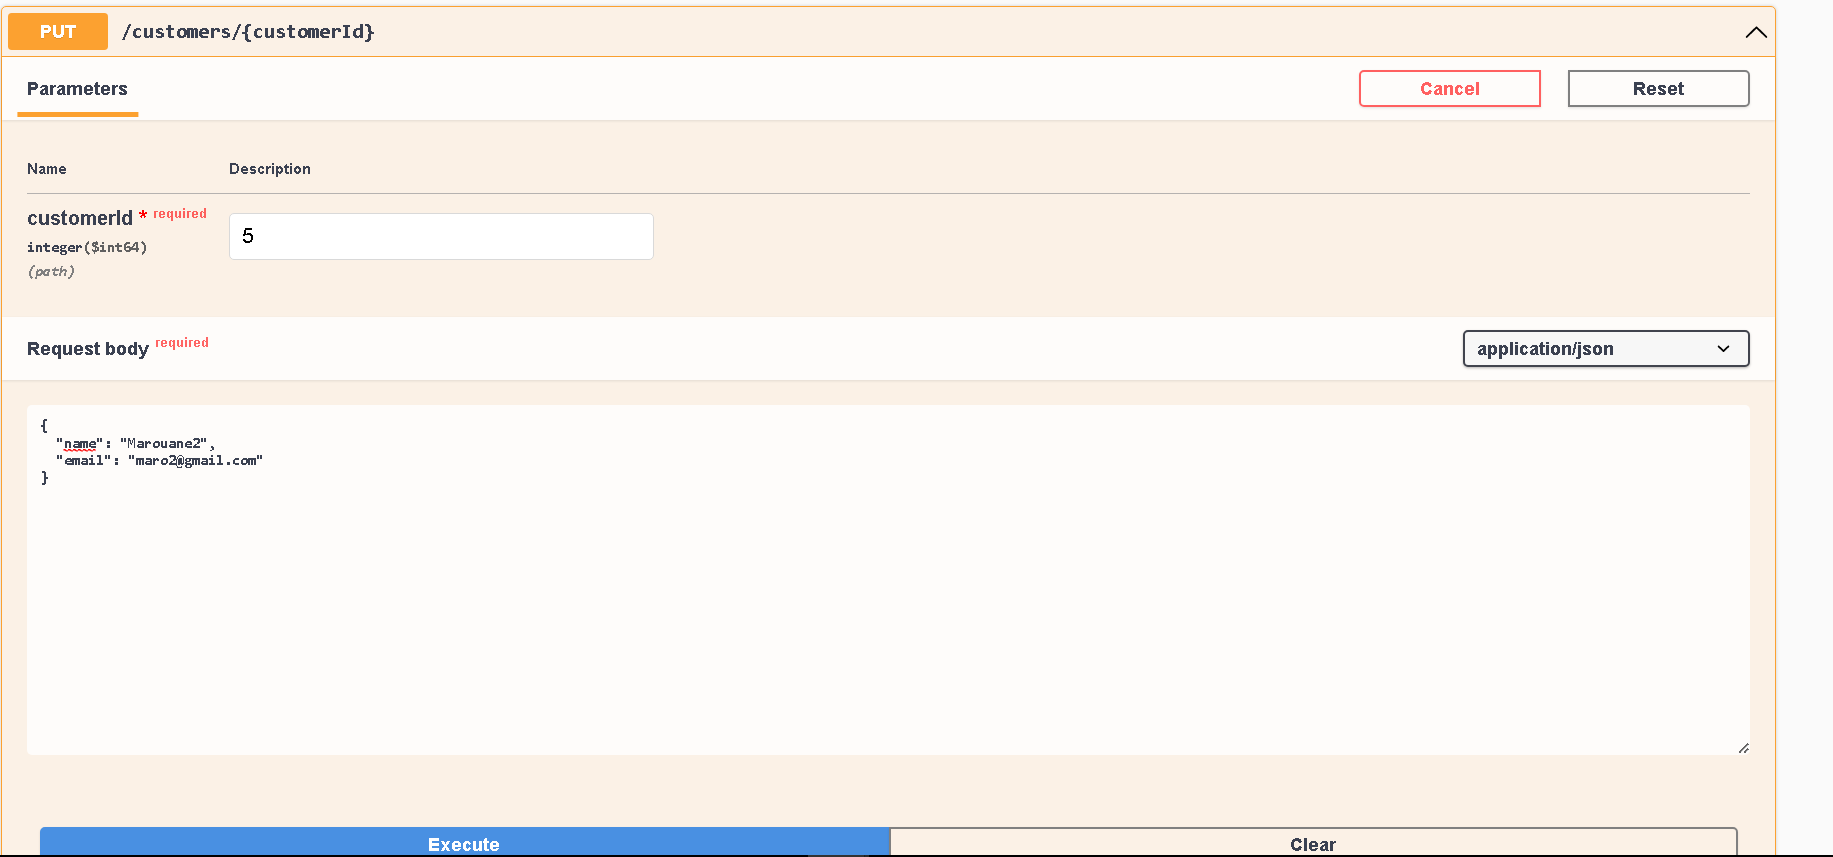 PUT /customers/{customerId}
Parameters
Cancel
Reset
Name Description
customerId * required
integer($int64)
(path)
5
Request body required
application/json
{
"name": "Marouane2",
"email": "maro2@gmail.com"
}
Execute
Clear